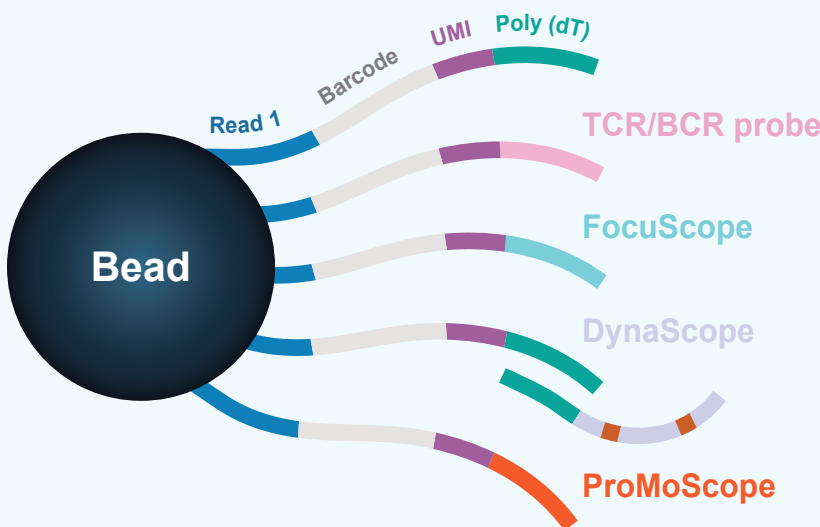 Read 1
Barcode
UMI
Poly (dT)
TCR/BCR probe
FocuScope
Bead
DynaScope
ProMoScope